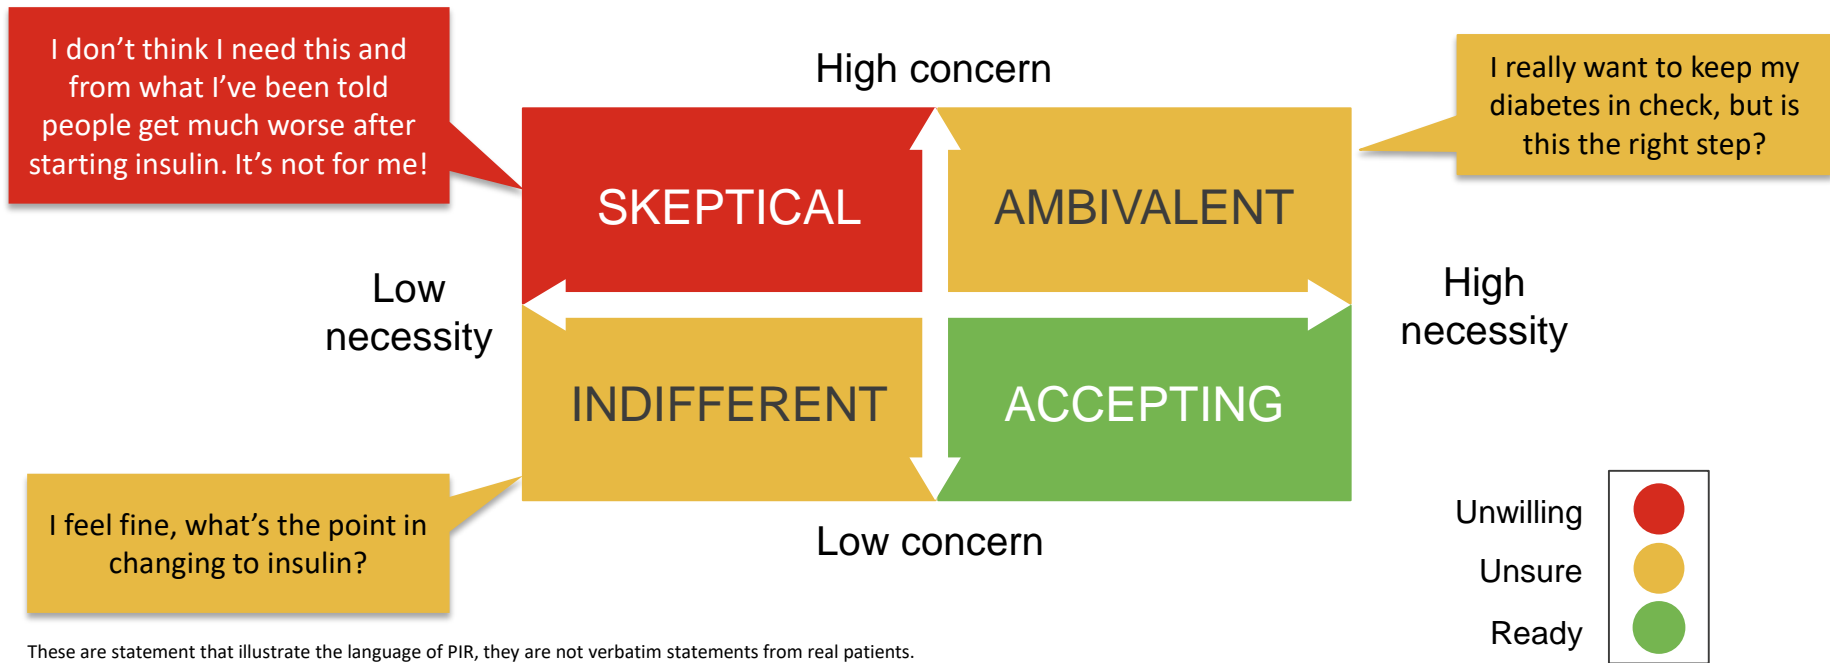 I don’t think I need this and
from what I’ve been told
people get much worse after
starting insulin. It’s not for me!
High concern
I really want to keep my
diabetes in check, but is
this the right step?
SKEPTICAL
AMBIVALENT
Low
necessity
High
necessity
INDIFFERENT
ACCEPTING
I feel fine, what’s the point in
changing to insulin?
Low concern
Unwilling
Unsure
Ready
These are statement that illustrate the language of PIR, they are not verbatim statements from real patients.